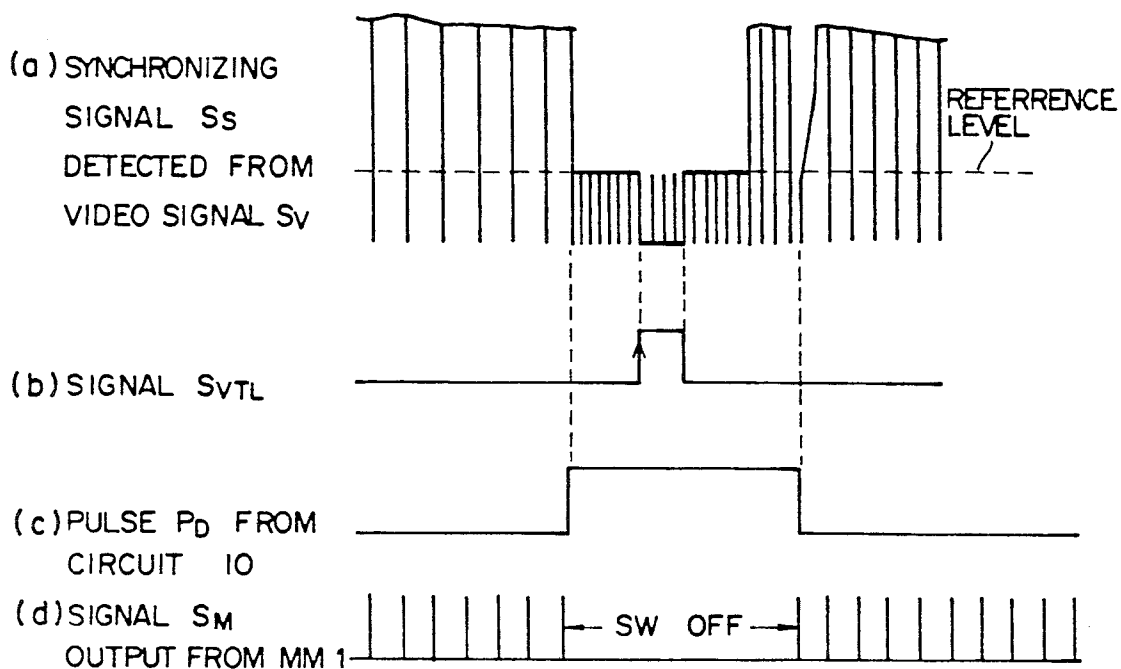 (a) SYNCHRONIZING
SIGNAL SS
DETECTED FROM
VIDEO SIGNAL SV
REFERRENCE
LEVEL
(b) SIGNAL SVTL
(c) PULSE PD FROM
CIRCUIT 10
(d) SIGNAL SM
OUTPUT FROM MM 1
SW OFF